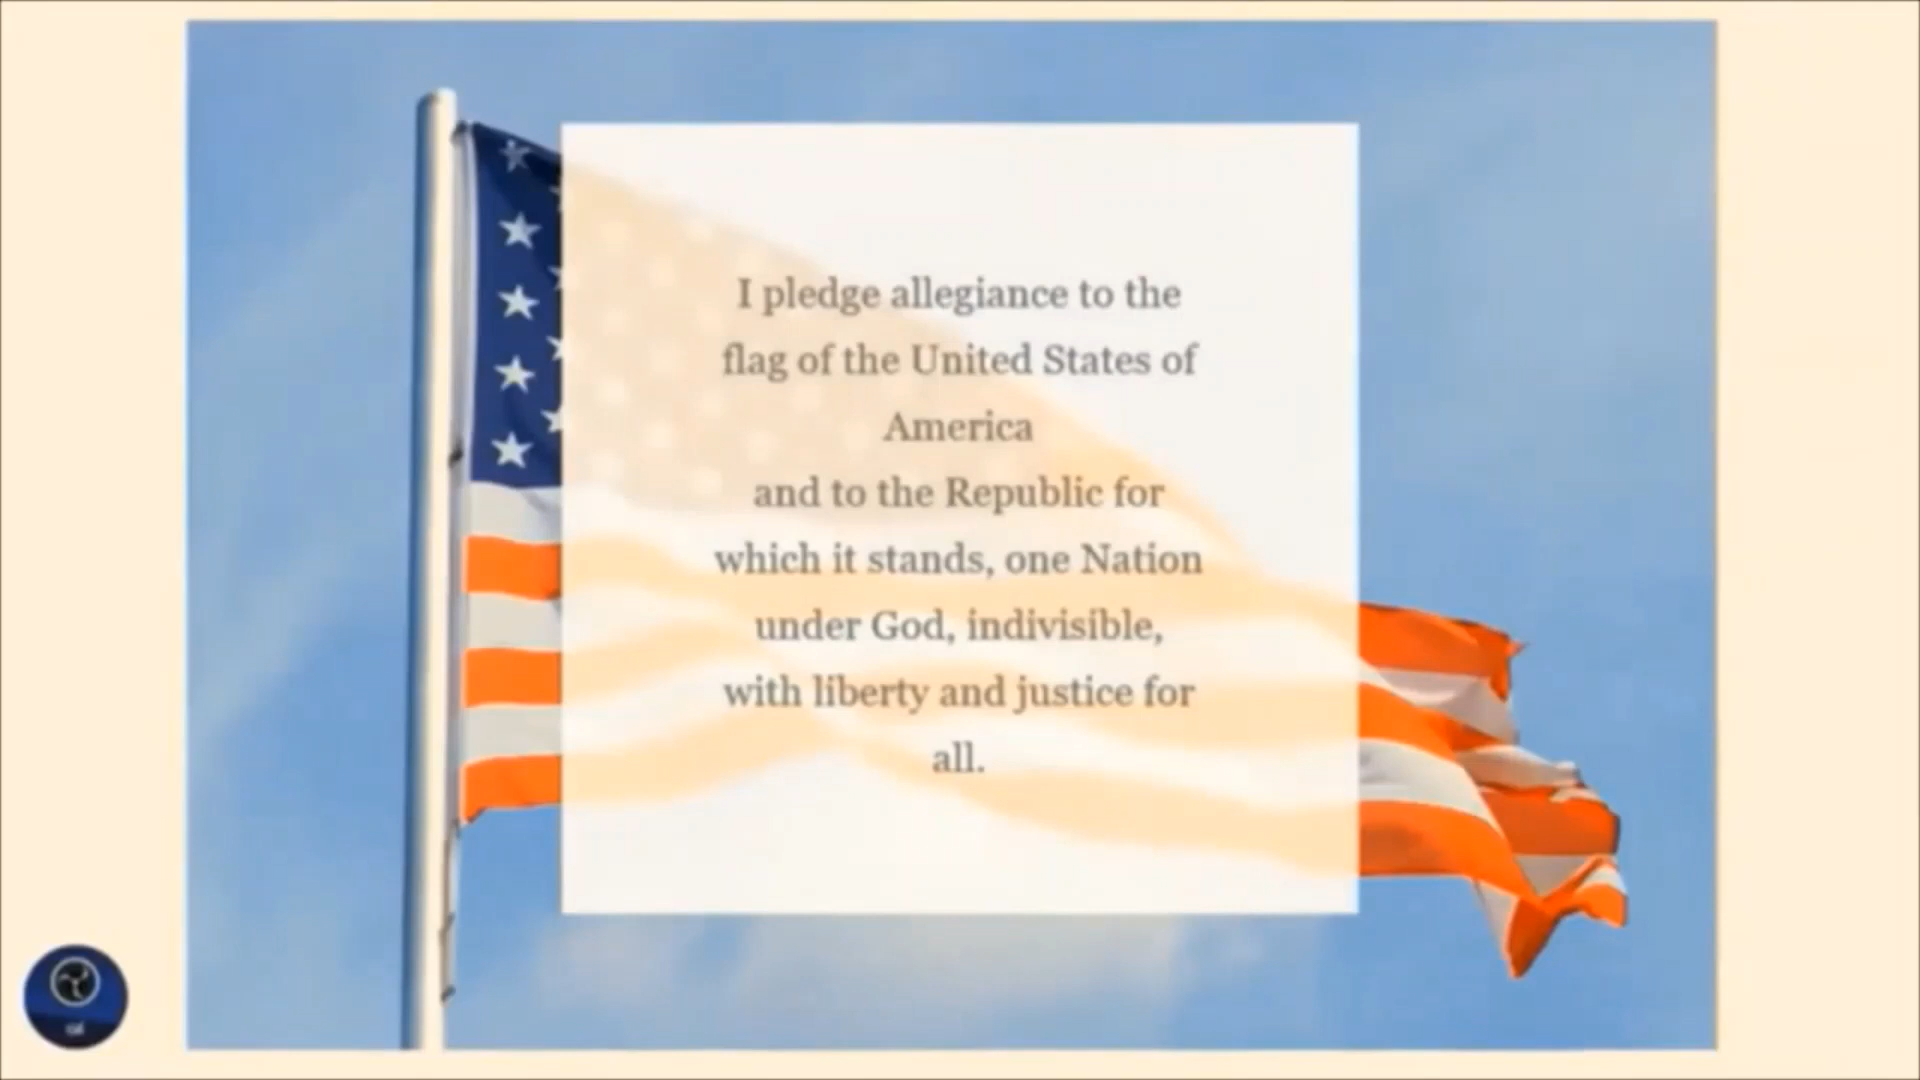 I pledge allegiance to the
flag of the United States of
America
and to the Republic for
which it stands, one Nation
under God, indivisible,
with liberty and justice for
all.